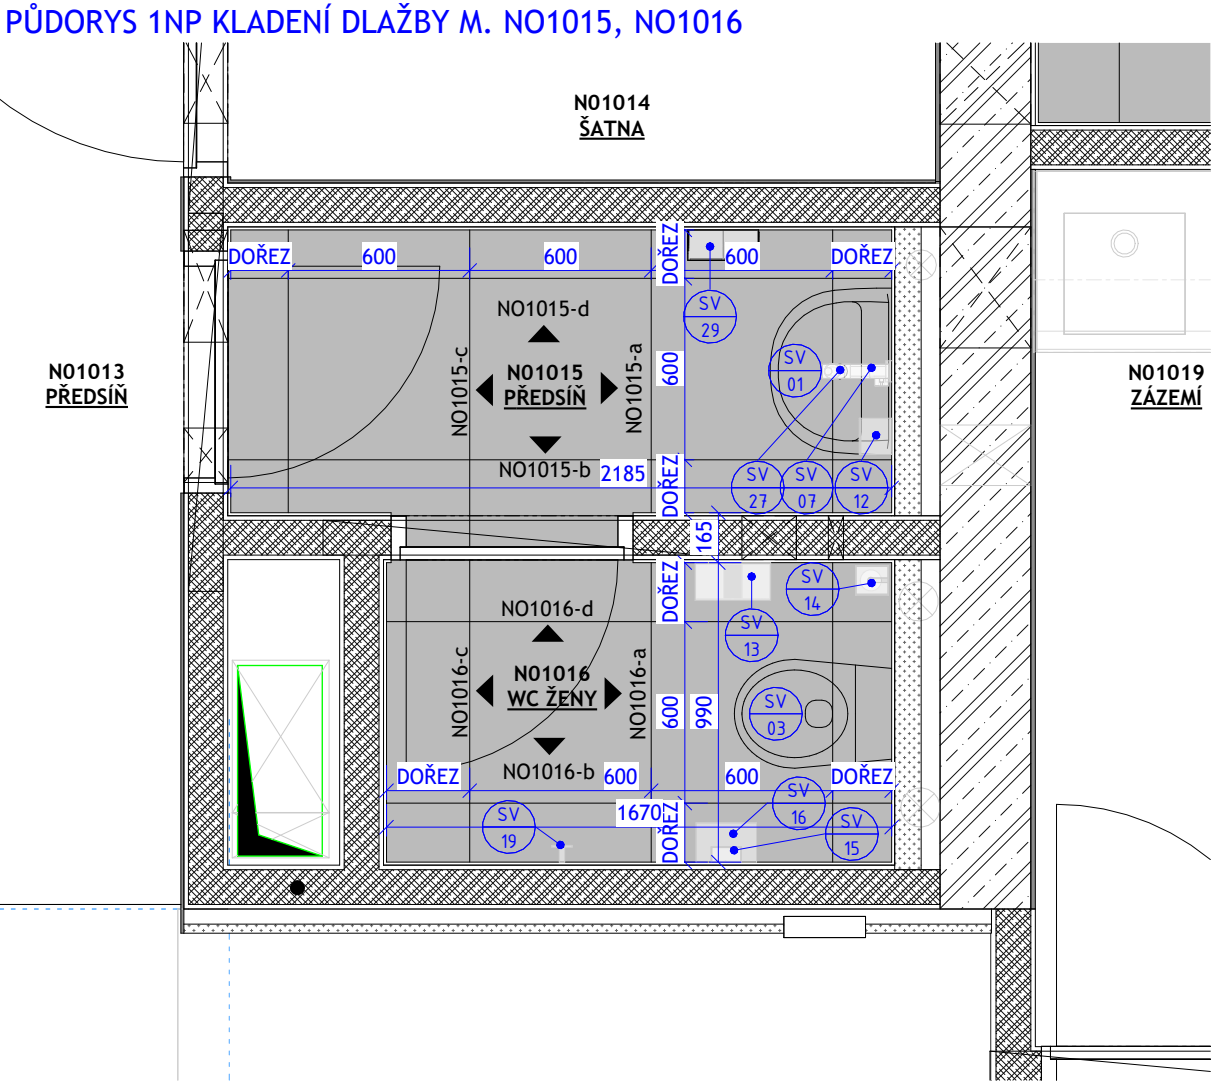 PŮDORYS 1NP KLADENÍ DLAŽBY M. NO1015, NO1016
N01014
ŠATNA
DOŘEZ
600
600
DOŘEZ
600
DOŘEZ
SV
29
NO1015-d
NO1015-c
N01015
PŘEDSÍŇ
NO1015-a
600
SV
01
N01013
PŘEDSÍŇ
N01019
ZÁZEMÍ
NO1015-b
2185
DOŘEZ
SV
27
SV
07
SV
12
165
DOŘEZ
SV
14
NO1016-d
SV
13
NO1016-c
N01016
WC ŽENY
NO1016-a
600
990
SV
03
NO1016-b
DOŘEZ
600
600
DOŘEZ
SV
16
1670
SV
19
DOŘEZ
SV
15